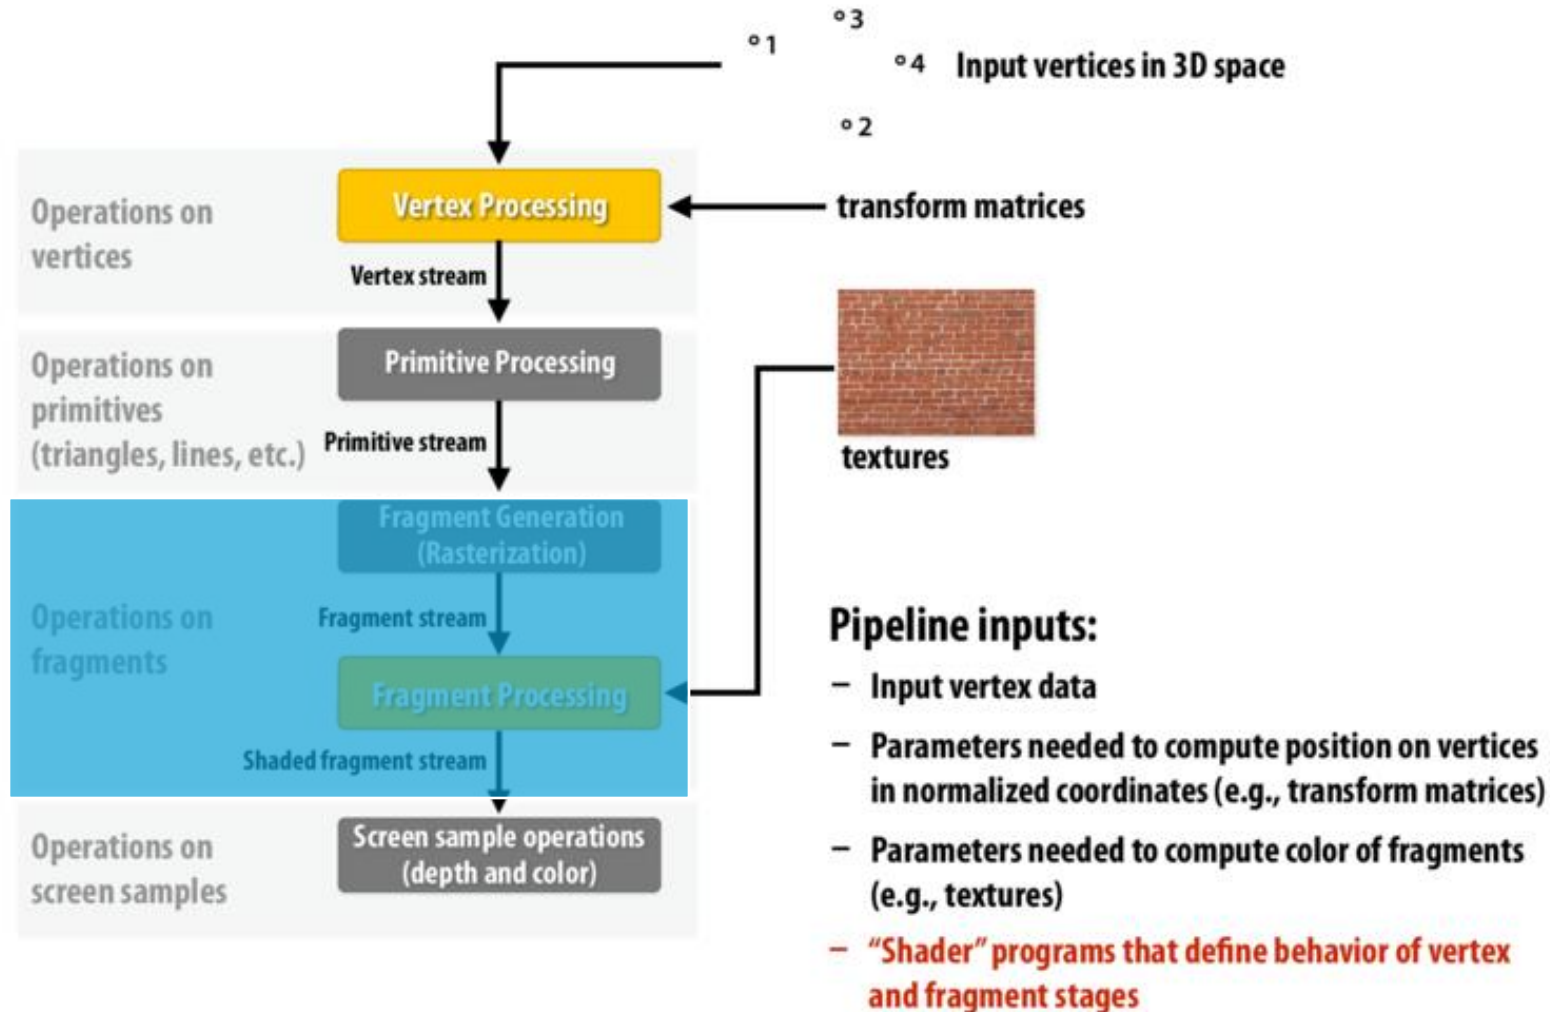 °1
°3
°4
Input vertices in 3D space
°2
Operations on
vertices
Vertex Processing
transform matrices
Vertex stream
Operations on
primitives
(triangles, lines, etc.)
Primitive Processing
Primitive stream
textures
Operations on
fragments
Fragment Generation
(Rasterization)
Fragment stream
Fragment Processing
Shaded fragment stream
Operations on
screen samples
Screen sample operations
(depth and color)
Pipeline inputs:
– Input vertex data
– Parameters needed to compute position on vertices
in normalized coordinates (e.g., transform matrices)
– Parameters needed to compute color of fragments
(e.g., textures)
– “Shader” programs that define behavior of vertex
and fragment stages